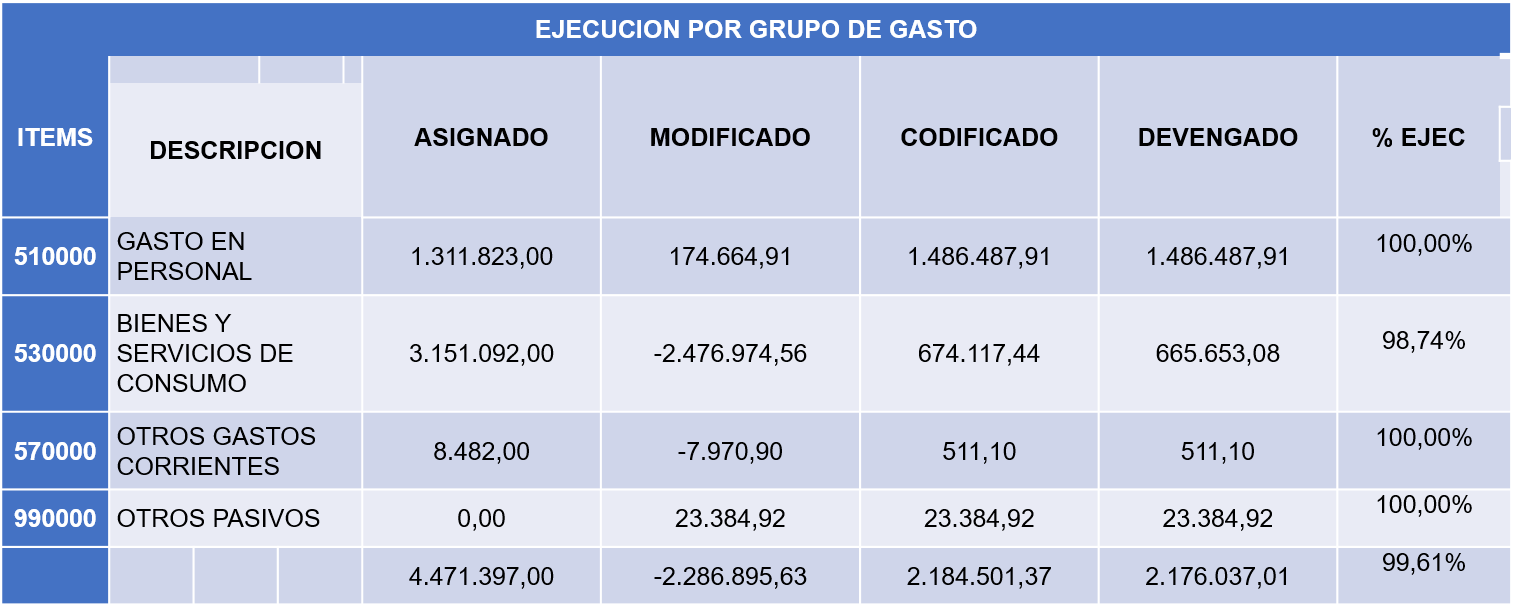 EJECUCION POR GRUPO DE GASTO
ITEMS DESCRIPCION ASIGNADO MODIFICADO CODIFICADO DEVENGADO % EJEC
510000 GASTO EN PERSONAL 1.311.823,00 174.664,91 1.486.487,91 1.486.487,91 100,00%
530000 BIENES Y SERVICIOS DE CONSUMO 3.151.092,00 -2.476.974,56 674.117,44 665.653,08 98,74%
570000 OTROS GASTOS CORRIENTES 8.482,00 -7.970,90 511,10 511,10 100,00%
990000 OTROS PASIVOS 0,00 23.384,92 23.384,92 23.384,92 100,00%
4.471.397,00 -2.286.895,63 2.184.501,37 2.176.037,01 99,61%